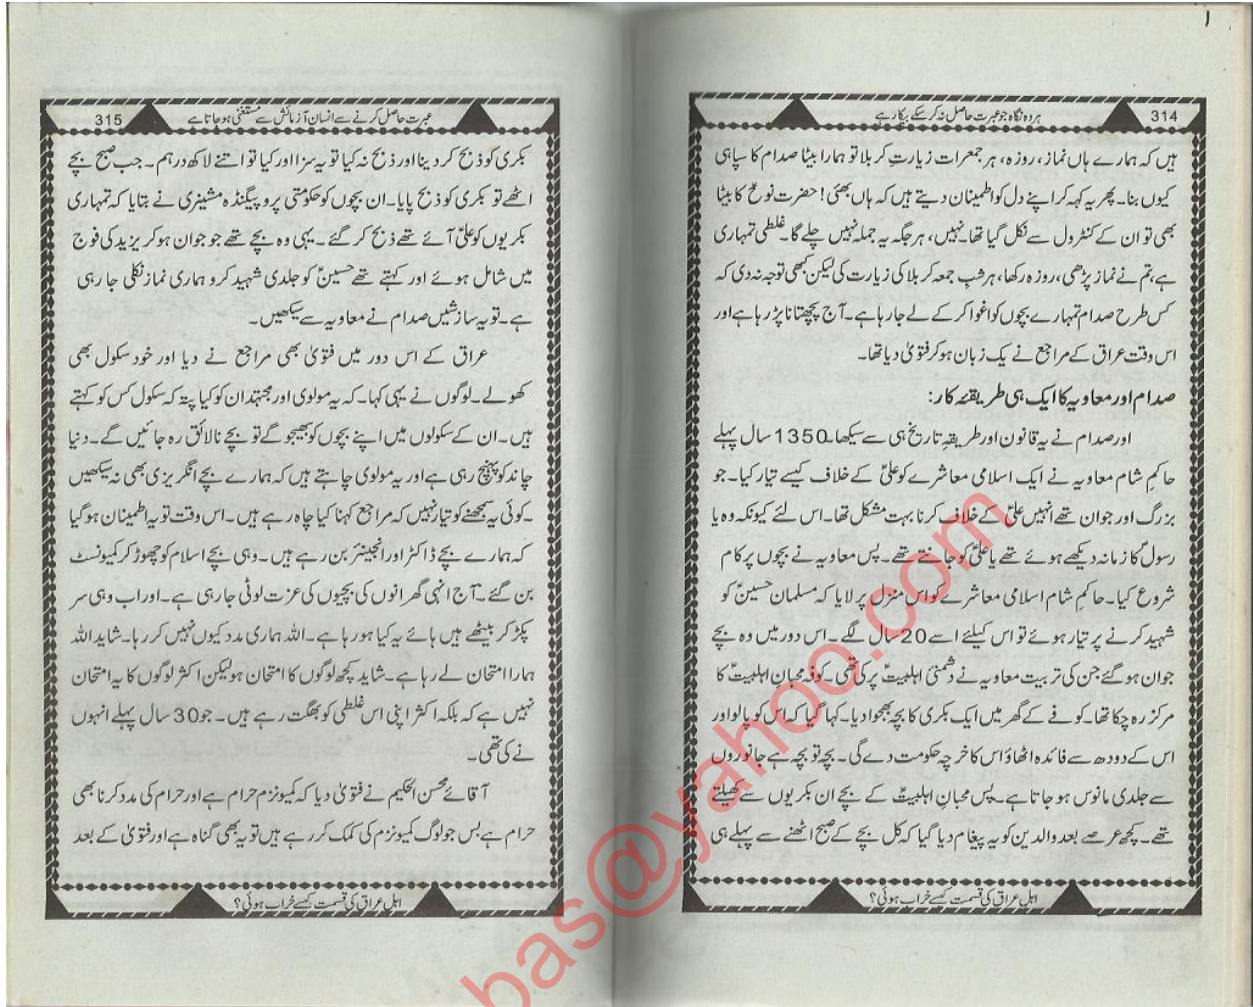 314
ہر وہ نگاہ جو عبرت حاصل نہ کر سکے بیکار ہے
ہیں کہ ہمارے ہاں نماز، روزہ، ہر جمعرات زیارتِ کربلا تو ہمارا بیٹا صدام کا سپاہی
کیوں بنا۔ پھر یہ کہہ کر اپنے دل کو اطمینان دیتے ہیں کہ ہاں بھئی! حضرت نوحؑ کا بیٹا
بھی تو ان کے کنٹرول سے نکل گیا تھا۔ نہیں، ہر جگہ یہ جملہ نہیں چلے گا۔ غلطی تمہاری
ہے، تم نے نماز پڑھی، روزہ رکھا، ہر شب جمعہ کربلا کی زیارت کی لیکن کبھی توجہ نہ دی کہ
کس طرح صدام تمہارے بچوں کو اغوا کر کے لے جا رہا ہے۔ آج پچھتانا پڑ رہا ہے اور
اس وقت عراق کے مراجع نے یک زبان ہو کر فتویٰ دیا تھا۔
صدام اور معاویہ کا ایک ہی طریقۂ کار:
اور صدام نے یہ قانون اور طریقہ تاریخ ہی سے سیکھا۔ 1350 سال پہلے
حاکمِ شام معاویہ نے ایک اسلامی معاشرے کو علیؑ کے خلاف کیسے تیار کیا۔ جو
بزرگ اور جوان تھے انہیں علیؑ کے خلاف کرنا بہت مشکل تھا۔ اس لئے کیونکہ وہ یا
رسولؐ کا زمانہ دیکھے ہوئے تھے یا علیؑ کو جانتے تھے۔ پس معاویہ نے بچوں پر کام
شروع کیا۔ حاکمِ شام اسلامی معاشرے کو اس منزل پر لایا کہ مسلمان حسینؑ کو
شہید کرنے پر تیار ہوئے تو اس کیلئے اسے 20 سال لگے۔ اس دور میں وہ بچے
جوان ہو گئے جن کی تربیت معاویہ نے دشمنیٔ اہلبیتؑ پر کی تھی۔ کوفہ محبانِ اہلبیتؑ کا
مرکز رہ چکا تھا۔ کوفے کے گھر میں ایک بکری کا بچہ بھجوا دیا۔ کہا گیا کہ اس کو پالو اور
اس کے دودھ سے فائدہ اٹھاؤ اس کا خرچہ حکومت دے گی۔ بچہ تو بچہ ہے جانوروں
سے جلدی مانوس ہو جاتا ہے۔ پس محبانِ اہلبیتؑ کے بچے ان بکریوں سے کھیلتے
تھے۔ کچھ عرصے بعد والدین کو یہ پیغام دیا گیا کہ کل بچے کے صبح اٹھنے سے پہلے ہی
اہل عراق کی قسمت کیسے خراب ہوئی؟
315
عبرت حاصل کرنے سے انسان آزمائش سے مستغنی ہو جاتا ہے
بکری کو ذبح کر دینا اور ذبح نہ کیا تو یہ سزا اور کیا تو اتنے لاکھ درہم۔ جب صبح بچے
اٹھے تو بکری کو ذبح پایا۔ ان بچوں کو حکومتی پروپیگنڈہ مشینری نے بتایا کہ تمہاری
بکریوں کو علیؑ آئے تھے ذبح کر گئے۔ یہی وہ بچے تھے جو جوان ہو کر یزید کی فوج
میں شامل ہوئے اور کہتے تھے حسینؑ کو جلدی شہید کرو ہماری نماز نکلی جا رہی
ہے۔ تو یہ سازشیں صدام نے معاویہ سے سیکھیں۔
عراق کے اس دور میں فتویٰ بھی مراجع نے دیا اور خود سکول بھی
کھولے۔ لوگوں نے یہی کہا۔ کہ یہ مولوی اور مجتہد ان کو کیا پتہ کہ سکول کس کو کہتے
ہیں۔ ان کے سکولوں میں اپنے بچوں کو بھیجو گے تو بچے نالائق رہ جائیں گے۔ دنیا
چاند کو پہنچ رہی ہے اور یہ مولوی چاہتے ہیں کہ ہمارے بچے انگریزی بھی نہ سیکھیں
۔کوئی یہ سمجھنے کو تیار نہیں کہ مراجع کہنا کیا چاہ رہے ہیں۔ اس وقت تو یہ اطمینان ہو گیا
کہ ہمارے بچے ڈاکٹر اور انجینئر بن رہے ہیں۔ وہی بچے اسلام کو چھوڑ کر کمیونسٹ
بن گئے۔ آج انہی گھرانوں کی بچیوں کی عزت لوٹی جا رہی ہے۔ اور اب وہی سر
پکڑ کر بیٹھے ہیں ہائے یہ کیا ہو رہا ہے۔ اللہ ہماری مدد کیوں نہیں کر رہا۔ شاید اللہ
ہمارا امتحان لے رہا ہے۔ شاید کچھ لوگوں کا امتحان ہو لیکن اکثر لوگوں کا یہ امتحان
نہیں ہے کہ بلکہ اکثر اپنی اس غلطی کو بھگت رہے ہیں۔ جو 30 سال پہلے انہوں
نے کی تھی۔
آقائے محسن الحکیم نے فتویٰ دیا کہ کمیونزم حرام ہے اور حرام کی مدد کرنا بھی
حرام ہے بس جو لوگ کمیونزم کی کمک کر رہے ہیں تو یہ بھی گناہ ہے اور فتویٰ کے بعد
اہل عراق کی قسمت کیسے خراب ہوئی؟
bas@yahoo.com